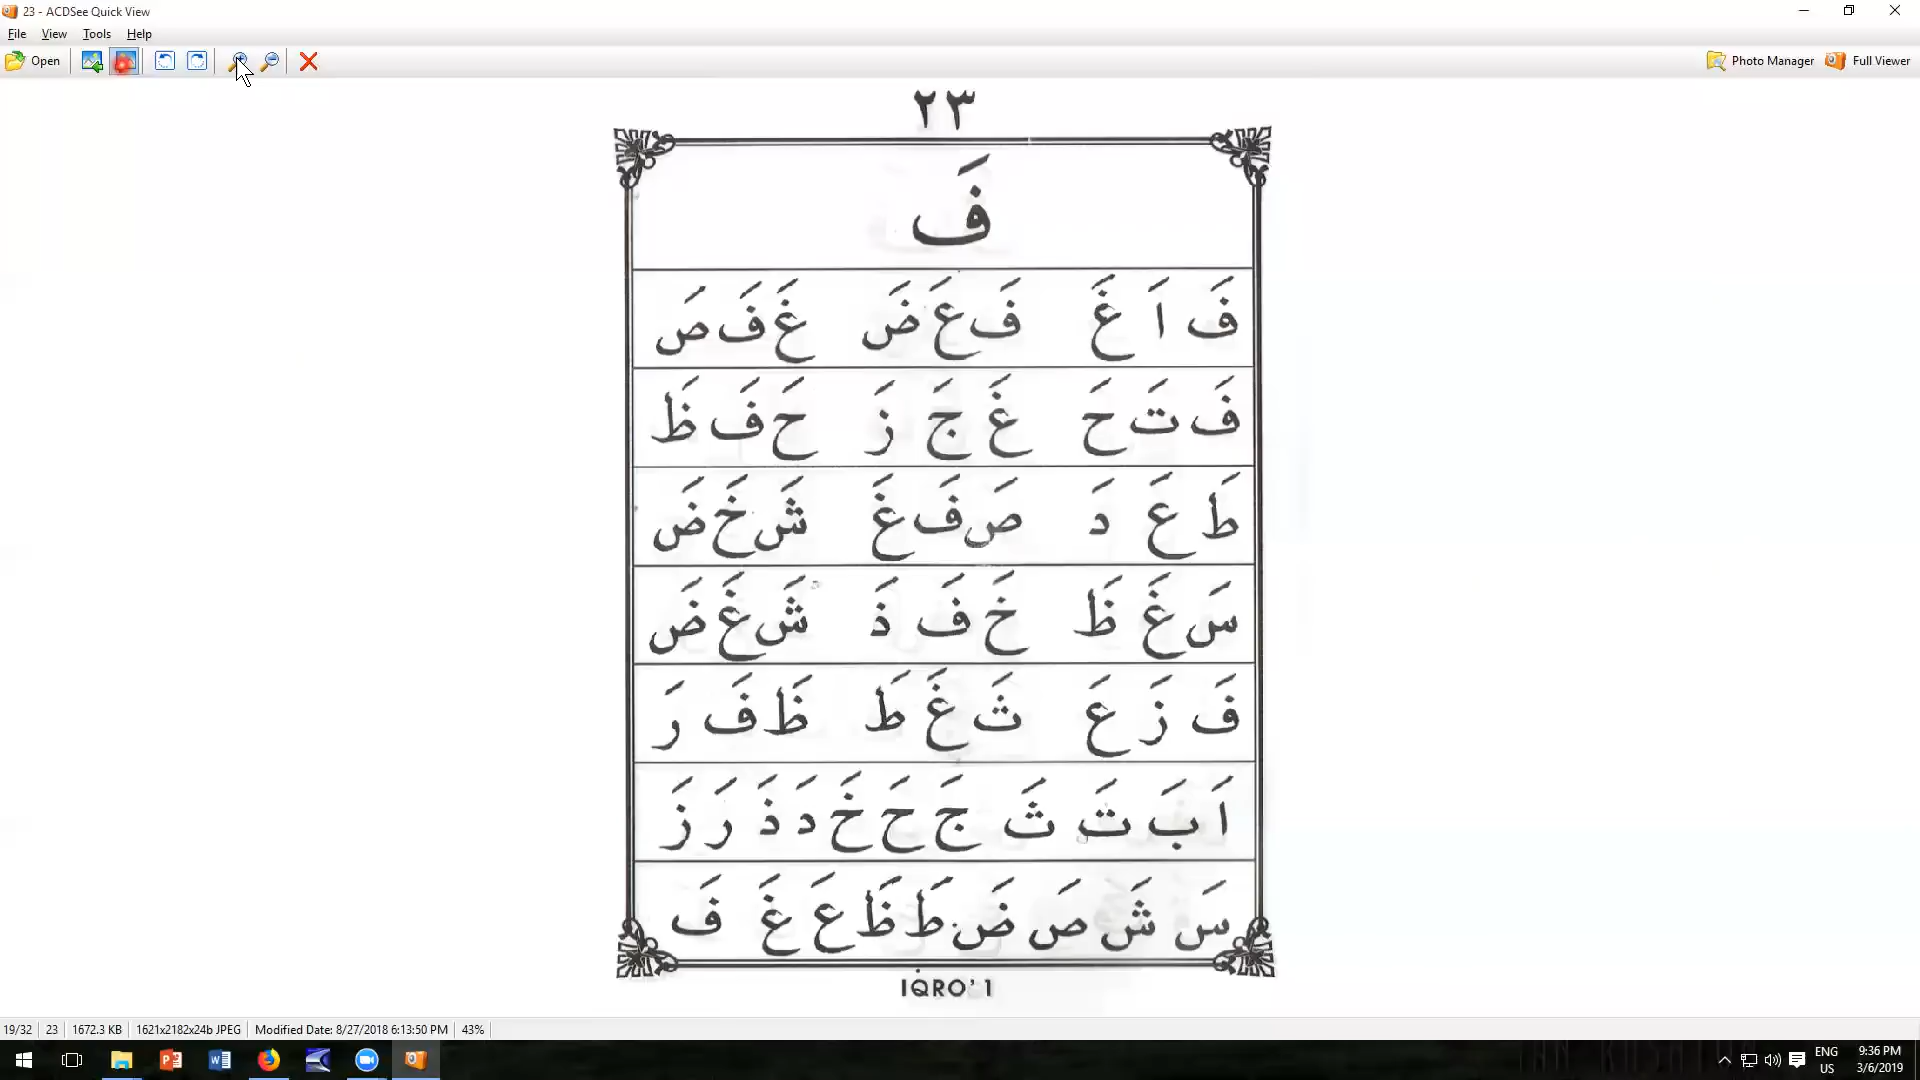 23 - ACDSee Quick View
File View Tools Help
Open Photo Manager Full Viewer
٢٣
فَ
فَ اَ غَ فَ عَ ضَ غَ فَ صَ
فَ تَ حَ غَ جَ زَ حَ فَ ظَ
طَ عَ دَ صَ فَ غَ شَ خَ ضَ
سَ غَ ظَ خَ فَ ذَ شَ غَ ضَ
فَ زَ عَ ثَ غَ طَ ظَ فَ رَ
اَ بَ تَ ثَ جَ حَ خَ دَ ذَ رَ زَ
سَ شَ صَ ضَ طَ ظَ عَ غَ فَ
IQRO' 1
19/32 23 1672.3 KB 1621x2182x24b JPEG Modified Date: 8/27/2018 6:13:50 PM 43%
ENG 9:36 PM
US 3/6/2019